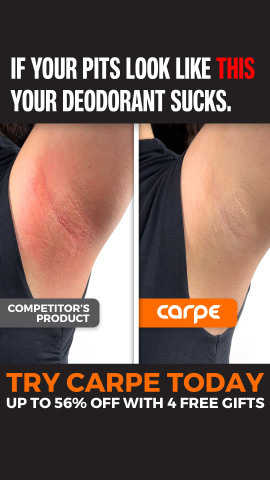 IF YOUR PITS LOOK LIKE THIS
YOUR DEODORANT SUCKS.
COMPETITOR'S
PRODUCT
carpe
TRY CARPE TODAY
UP TO 56% OFF WITH 4 FREE GIFTS